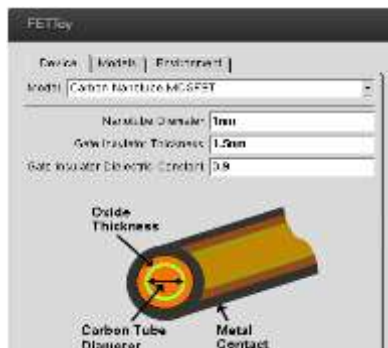 FETToy
Device Models Environment
Model Carbon Nanotube MOSFET
Nanotube Diameter 1nm
Gate Insulator Thickness 1.5nm
Gate Insulator Dielectric Constant 3.9
Oxide
Thickness
Carbon Tube
Diameter
Metal
Contact